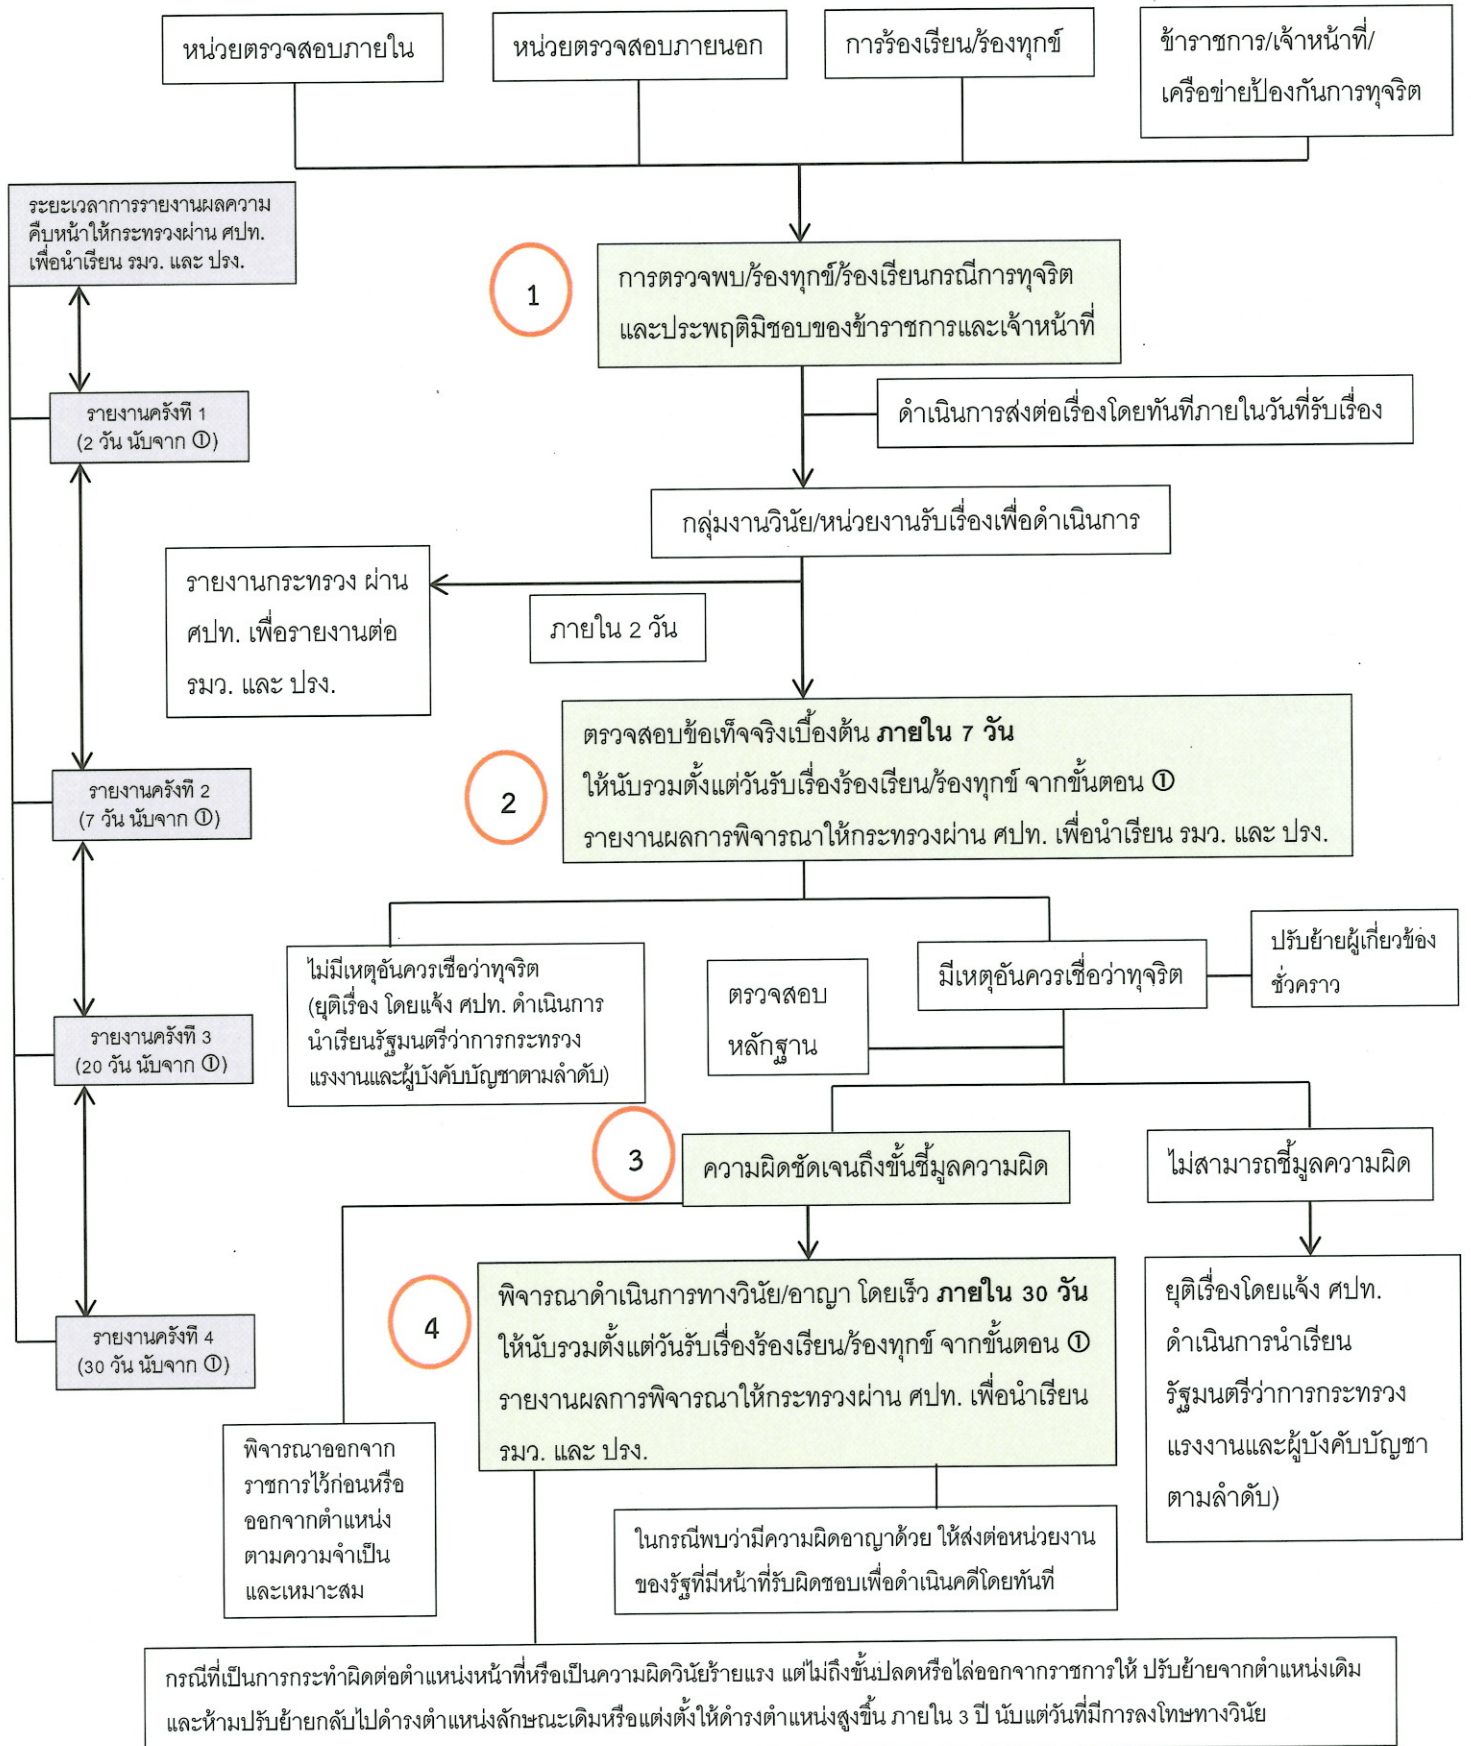 หน่วยตรวจสอบภายใน
หน่วยตรวจสอบภายนอก
การร้องเรียน/ร้องทุกข์
ข้าราชการ/เจ้าหน้าที่/
เครือข่ายป้องกันการทุจริต
ระยะเวลาการรายงานผลความ
คืบหน้าให้กระทรวงผ่าน ศปท.
เพื่อนำเรียน รมว. และ ปรง.
1
การตรวจพบ/ร้องทุกข์/ร้องเรียนกรณีการทุจริต
และประพฤติมิชอบของข้าราชการและเจ้าหน้าที่
รายงานครั้งที่ 1
(2 วัน นับจาก ①)
ดำเนินการส่งต่อเรื่องโดยทันทีภายในวันที่รับเรื่อง
กลุ่มงานวินัย/หน่วยงานรับเรื่องเพื่อดำเนินการ
รายงานกระทรวง ผ่าน
ศปท. เพื่อรายงานต่อ
รมว. และ ปรง.
ภายใน 2 วัน
2
ตรวจสอบข้อเท็จจริงเบื้องต้น ภายใน 7 วัน
ให้นับรวมตั้งแต่วันรับเรื่องร้องเรียน/ร้องทุกข์ จากขั้นตอน ①
รายงานผลการพิจารณาให้กระทรวงผ่าน ศปท. เพื่อนำเรียน รมว. และ ปรง.
รายงานครั้งที่ 2
(7 วัน นับจาก ①)
ไม่มีเหตุอันควรเชื่อว่าทุจริต
(ยุติเรื่อง โดยแจ้ง ศปท. ดำเนินการ
นำเรียนรัฐมนตรีว่าการกระทรวง
แรงงานและผู้บังคับบัญชาตามลำดับ)
ตรวจสอบ
หลักฐาน
มีเหตุอันควรเชื่อว่าทุจริต
ปรับย้ายผู้เกี่ยวข้อง
ชั่วคราว
รายงานครั้งที่ 3
(20 วัน นับจาก ①)
3
ความผิดชัดเจนถึงขั้นชี้มูลความผิด
ไม่สามารถชี้มูลความผิด
4
พิจารณาดำเนินการทางวินัย/อาญา โดยเร็ว ภายใน 30 วัน
ให้นับรวมตั้งแต่วันรับเรื่องร้องเรียน/ร้องทุกข์ จากขั้นตอน ①
รายงานผลการพิจารณาให้กระทรวงผ่าน ศปท. เพื่อนำเรียน
รมว. และ ปรง.
ยุติเรื่องโดยแจ้ง ศปท.
ดำเนินการนำเรียน
รัฐมนตรีว่าการกระทรวง
แรงงานและผู้บังคับบัญชา
ตามลำดับ)
รายงานครั้งที่ 4
(30 วัน นับจาก ①)
พิจารณาออกจาก
ราชการไว้ก่อนหรือ
ออกจากตำแหน่ง
ตามความจำเป็น
และเหมาะสม
ในกรณีพบว่ามีความผิดอาญาด้วย ให้ส่งต่อหน่วยงาน
ของรัฐที่มีหน้าที่รับผิดชอบเพื่อดำเนินคดีโดยทันที
กรณีที่เป็นการกระทำผิดต่อตำแหน่งหน้าที่หรือเป็นความผิดวินัยร้ายแรง แต่ไม่ถึงขั้นปลดหรือไล่ออกจากราชการให้ ปรับย้ายจากตำแหน่งเดิม
และห้ามปรับย้ายกลับไปดำรงตำแหน่งลักษณะเดิมหรือแต่งตั้งให้ดำรงตำแหน่งสูงขึ้น ภายใน 3 ปี นับแต่วันที่มีการลงโทษทางวินัย